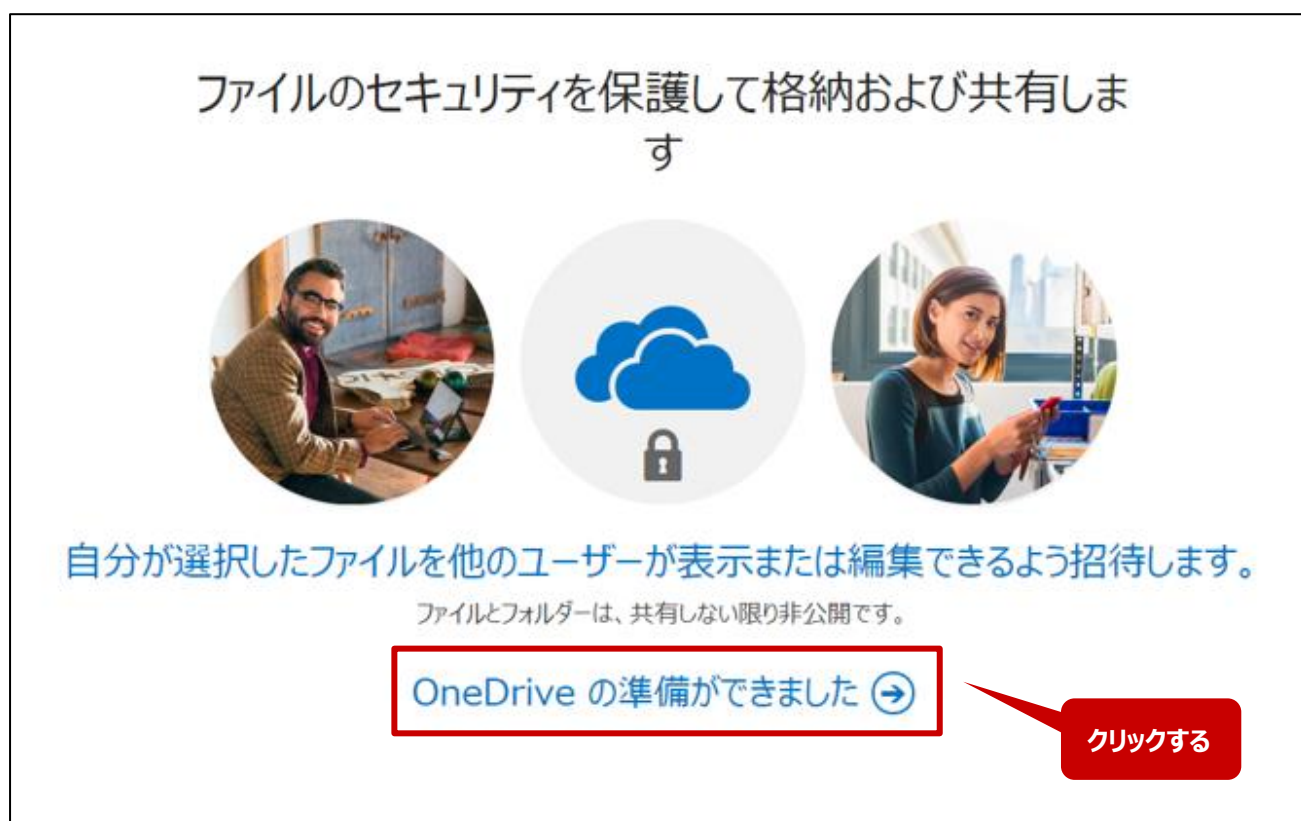 ファイルのセキュリティを保護して格納および共有しま
す
自分が選択したファイルを他のユーザーが表示または編集できるよう招待します。
ファイルとフォルダーは、共有しない限り非公開です。
OneDrive の準備ができました
クリックする